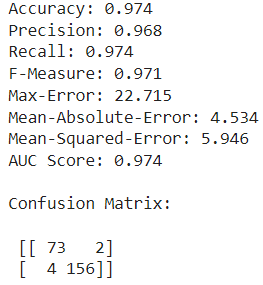 Accuracy: 0.974
Precision: 0.968
Recall: 0.974
F-Measure: 0.971
Max-Error: 22.715
Mean-Absolute-Error: 4.534
Mean-Squared-Error: 5.946
AUC Score: 0.974
Confusion Matrix:
[[ 73   2]
[  4 156]]